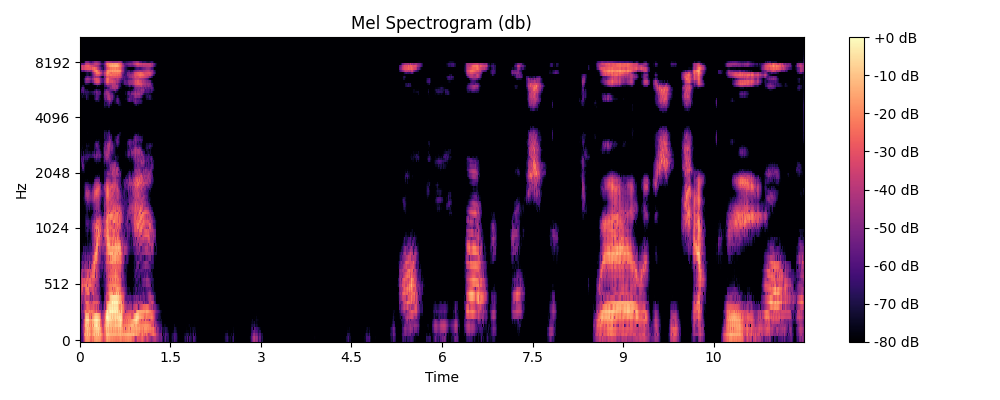 Mel Spectrogram (db)
8192
4096
2048
1024
512
0
Hz
0 1.5 3 4.5 6 7.5 9 10
Time
+0 dB
-10 dB
-20 dB
-30 dB
-40 dB
-50 dB
-60 dB
-70 dB
-80 dB